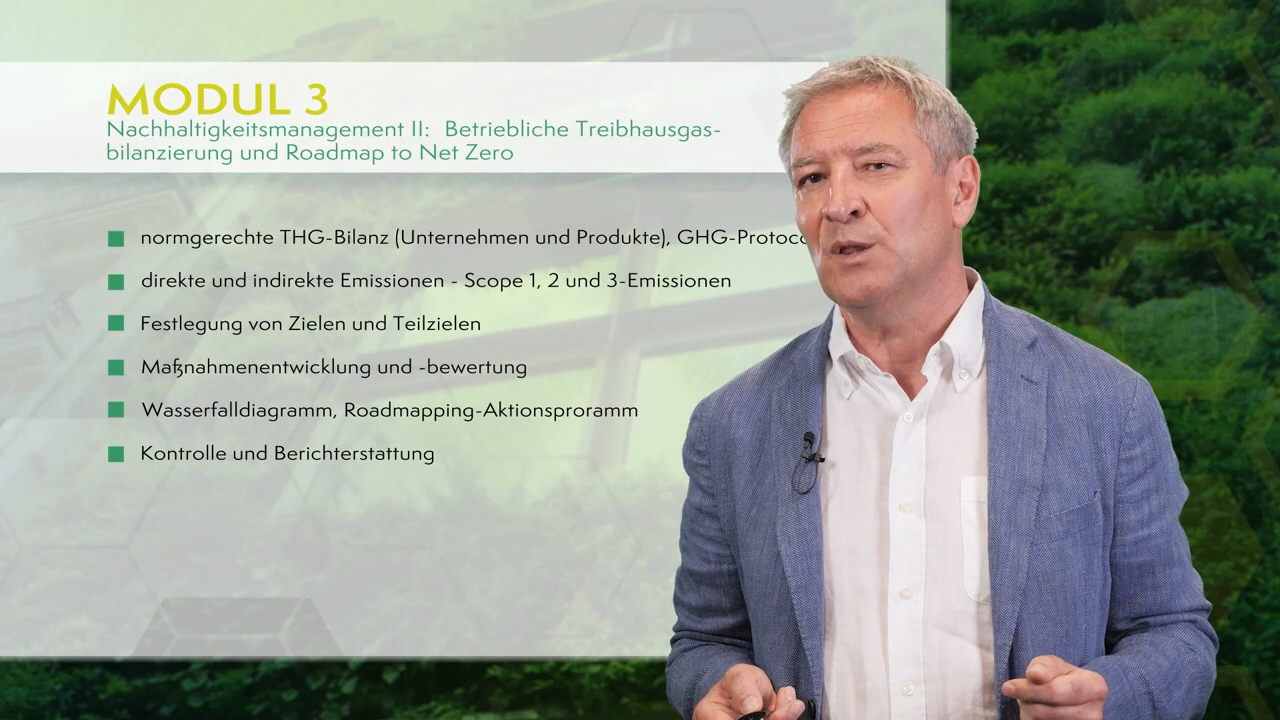 MODUL 3
Nachhaltigkeitsmanagement II: Betriebliche Treibhausgas-
bilanzierung und Roadmap to Net Zero
normgerechte THG-Bilanz (Unternehmen und Produkte), GHG-Protoco
direkte und indirekte Emissionen - Scope 1, 2 und 3-Emissionen
Festlegung von Zielen und Teilzielen
Maßnahmenentwicklung und -bewertung
Wasserfalldiagramm, Roadmapping-Aktionsproramm
Kontrolle und Berichterstattung